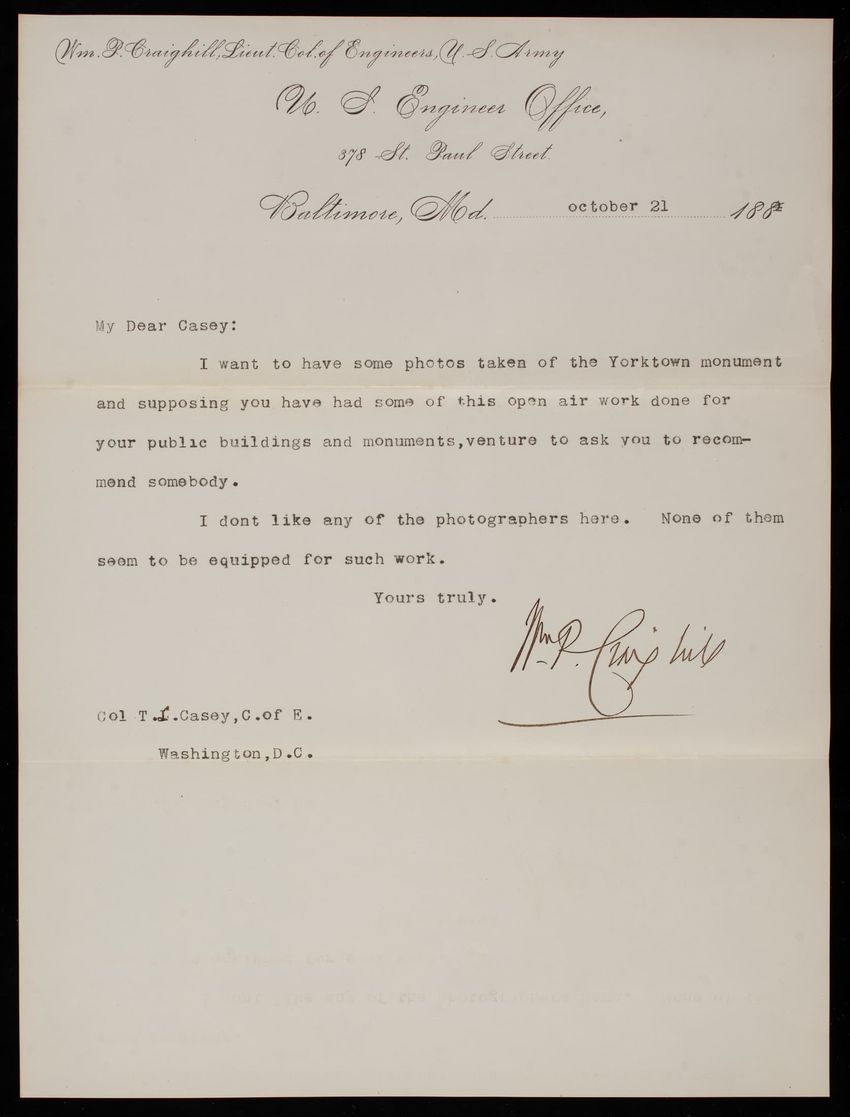 Wm. P. Craighill, Lieut. Col. of Engineers, U. S. Army
U. S. Engineer Office,
378 St. Paul Street.
Baltimore, Md. october 21 188
My Dear Casey:
I want to have some photos taken of the Yorktown monument
and supposing you have had some of this open air work done for
your public buildings and monuments,venture to ask you to recom-
mend somebody.
I dont like any of the photographers here. None of them
seem to be equipped for such work.
Yours truly.
Wm. P. Craighill
Col T.L.Casey,C.of E.
Washington,D.C.